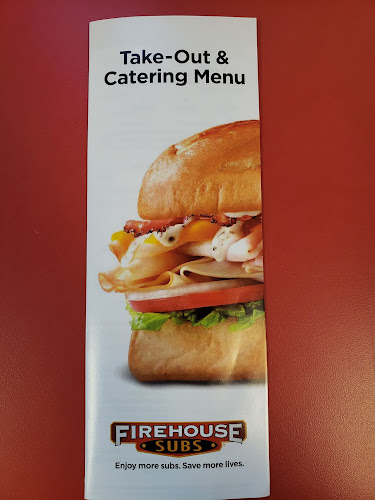 Take-Out &
Catering Menu
FIREHOUSE
SUBS
Enjoy more subs. Save more lives.